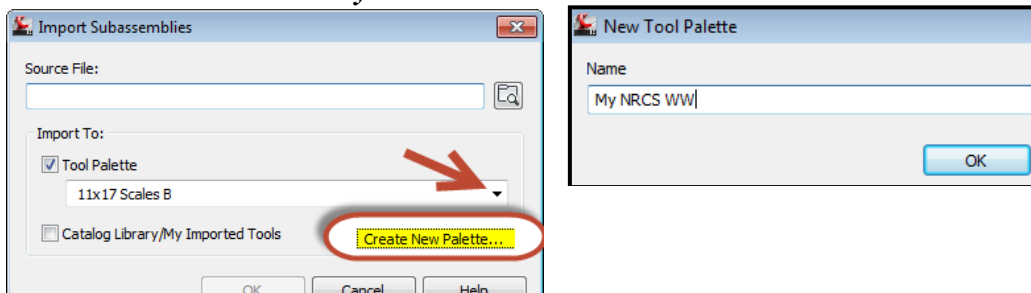 Import Subassemblies
Source File:
Import To:
Tool Palette
11x17 Scales B
Catalog Library/My Imported Tools
Create New Palette...
OK
Cancel
Help
New Tool Palette
Name
My NRCS WW
OK